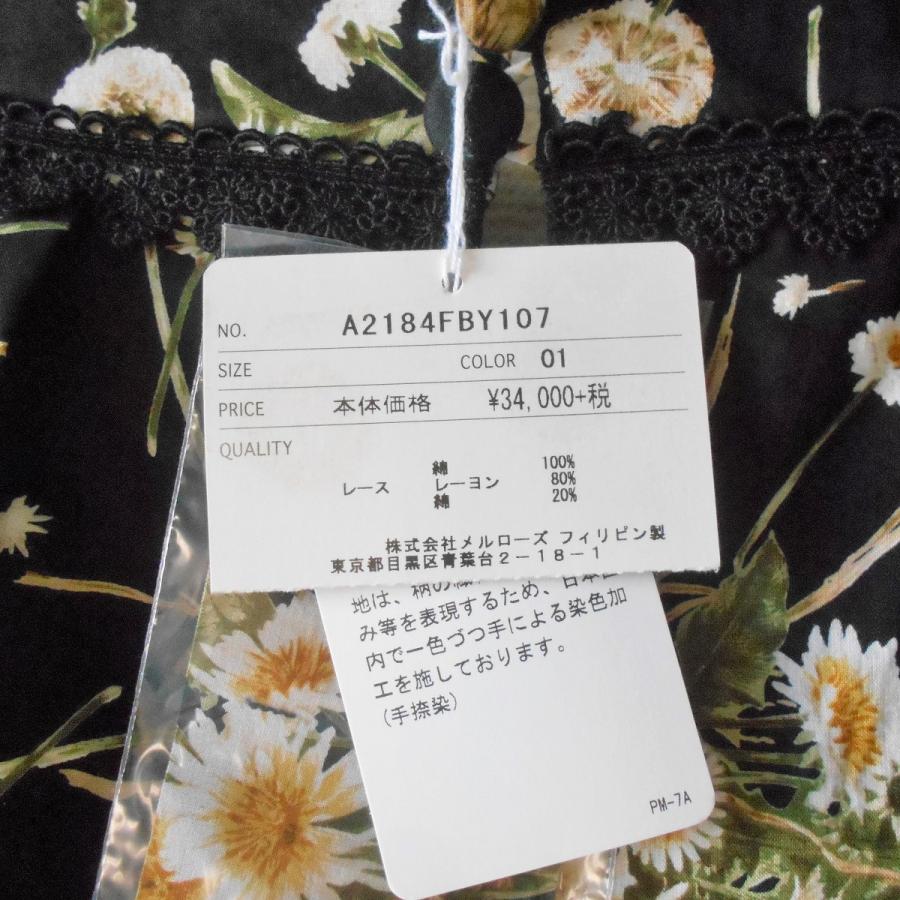 NO. A2184FBY107
SIZE COLOR 01
PRICE 本体価格 ¥34,000+税
QUALITY
綿 100%
レース レーヨン 80%
綿 20%
株式会社メルローズ フィリピン製
東京都目黒区青葉台2-18-1
地は、柄の
み等を表現するため、日本国
内で一色づつ手による染色加
工を施しております。
(手捺染)
PM-7A